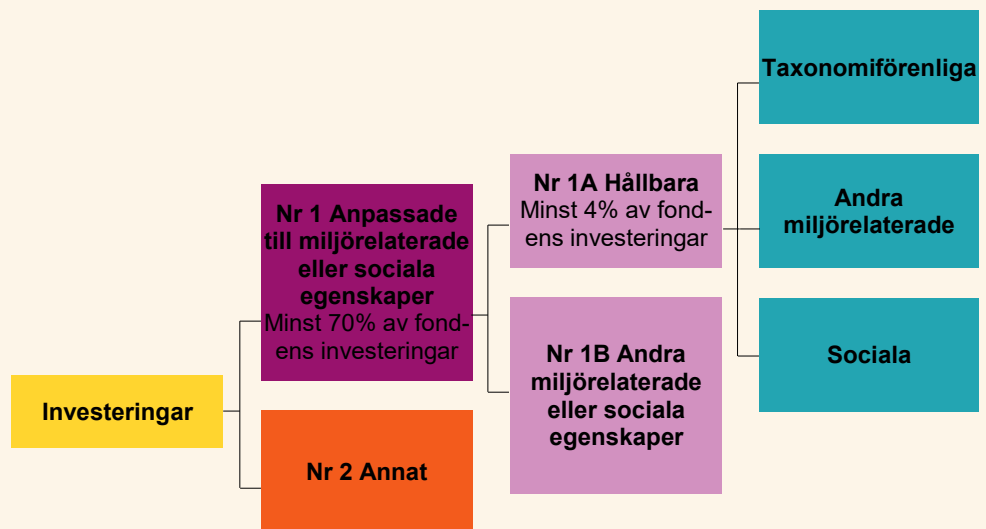 Investeringar
Nr 1 Anpassade
till miljörelaterade
eller sociala
egenskaper
Minst 70% av fond-
ens investeringar
Nr 2 Annat
Nr 1A Hållbara
Minst 4% av fond-
ens investeringar
Nr 1B Andra
miljörelaterade
eller sociala
egenskaper
Taxonomiförenliga
Andra
miljörelaterade
Sociala